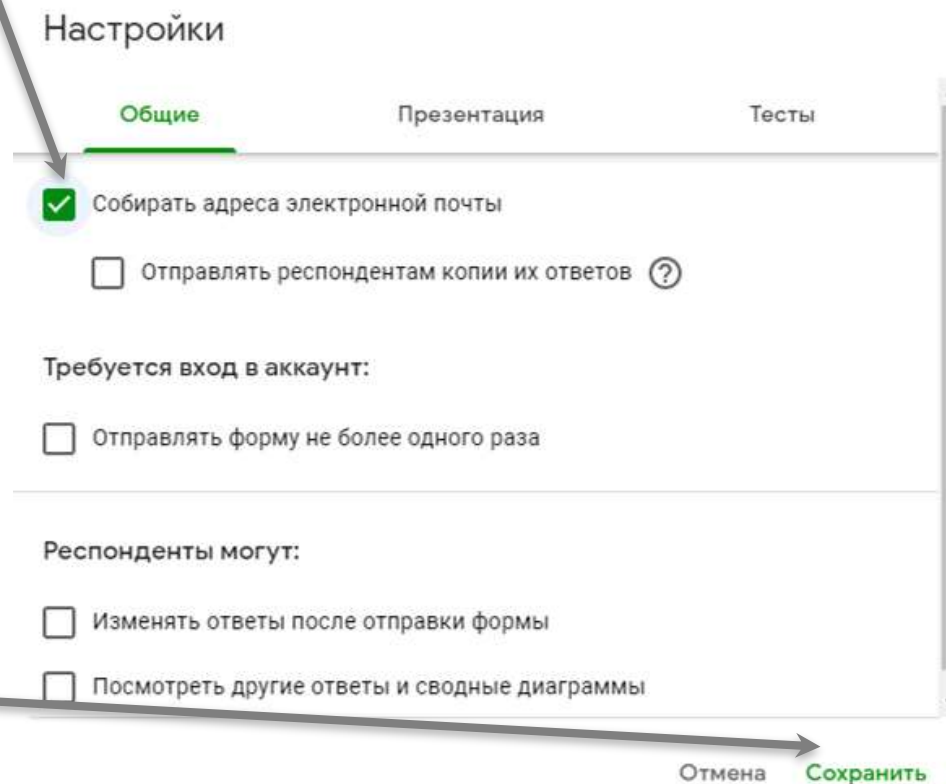 Настройки
Общие Презентация Тесты
Собирать адреса электронной почты
Отправлять респондентам копии их ответов ?
Требуется вход в аккаунт:
Отправлять форму не более одного раза
Респонденты могут:
Изменять ответы после отправки формы
Посмотреть другие ответы и сводные диаграммы
Отмена Сохранить